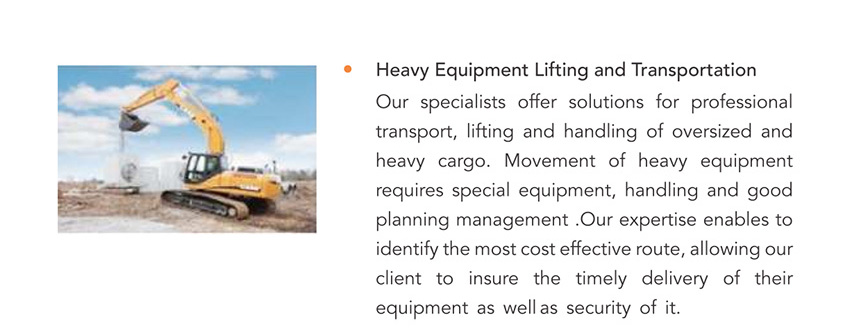 Heavy Equipment Lifting and Transportation
Our specialists offer solutions for professional
transport, lifting and handling of oversized and
heavy cargo. Movement of heavy equipment
requires special equipment, handling and good
planning management .Our expertise enables to
identify the most cost effective route, allowing our
client to insure the timely delivery of their
equipment as well as security of it.